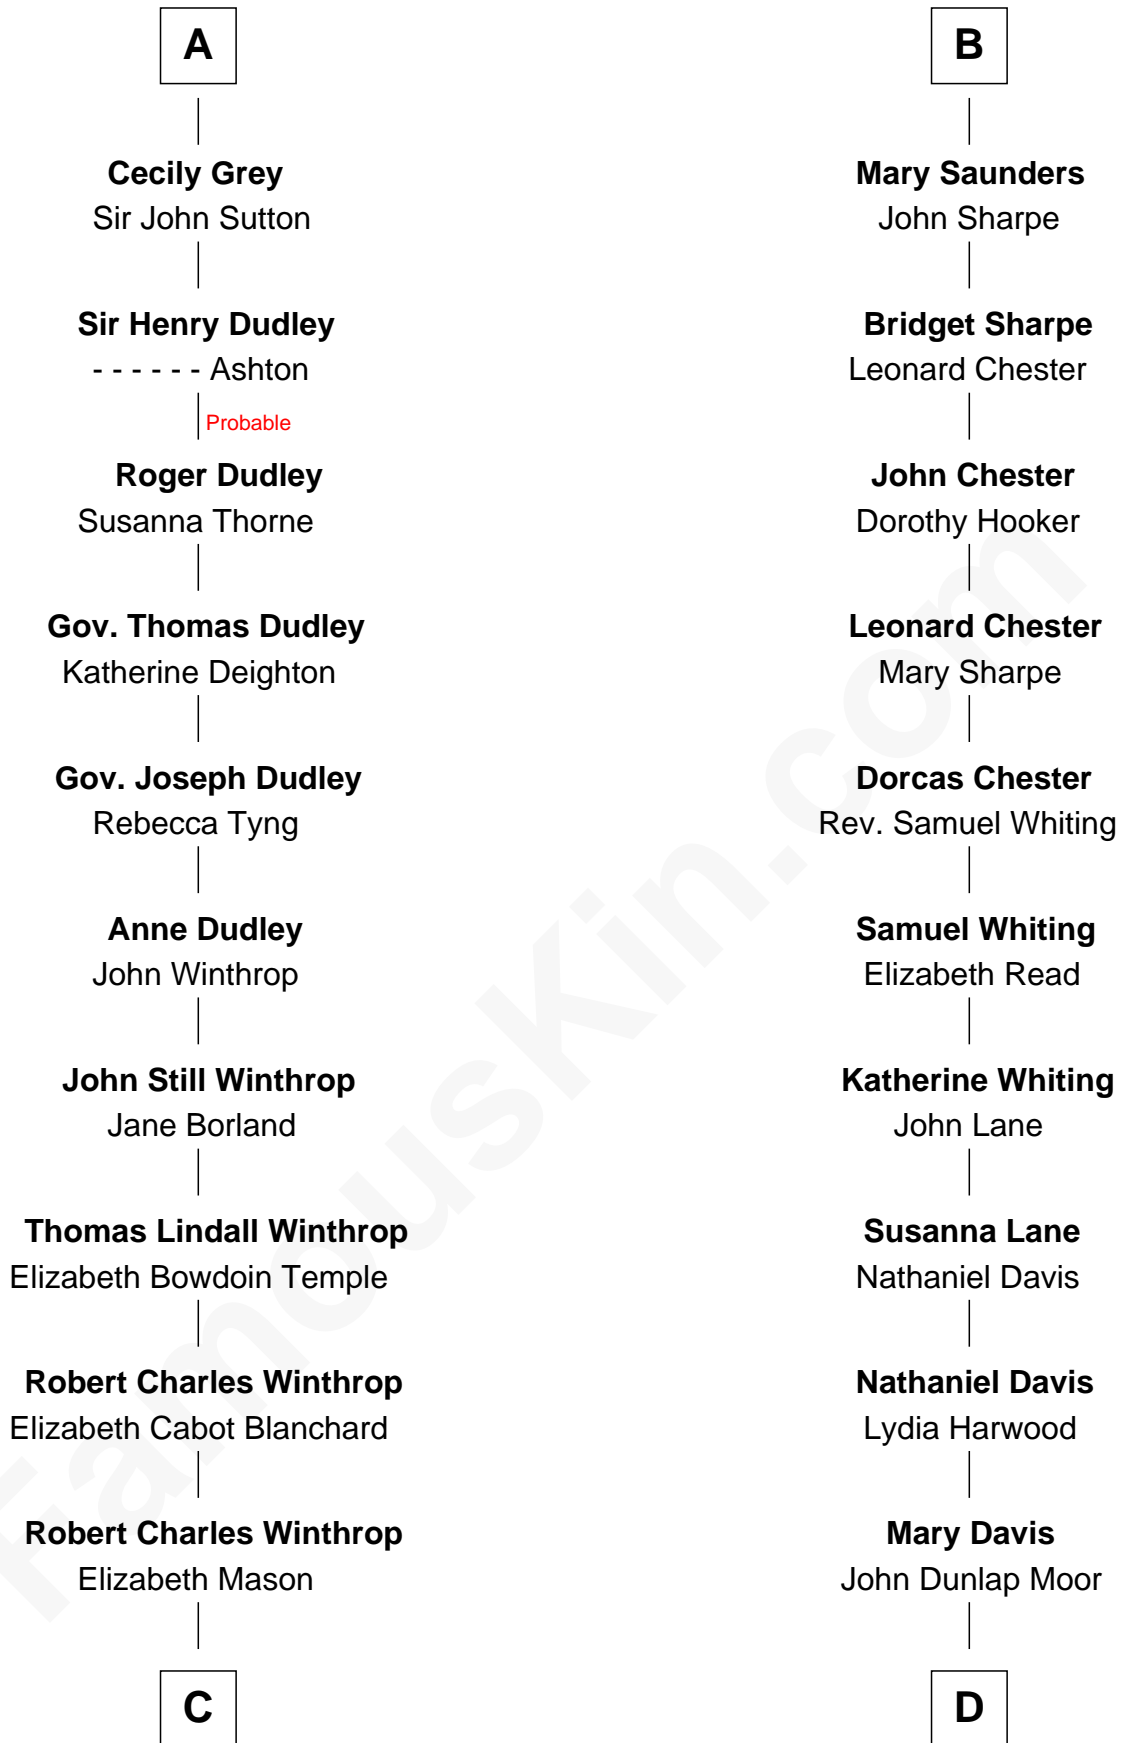 A
Cecily Grey
Sir John Sutton
Sir Henry Dudley
- - - - - - Ashton
Probable
Roger Dudley
Susanna Thorne
Gov. Thomas Dudley
Katherine Deighton
Gov. Joseph Dudley
Rebecca Tyng
Anne Dudley
John Winthrop
John Still Winthrop
Jane Borland
Thomas Lindall Winthrop
Elizabeth Bowdoin Temple
Robert Charles Winthrop
Elizabeth Cabot Blanchard
Robert Charles Winthrop
Elizabeth Mason
C
B
Mary Saunders
John Sharpe
Bridget Sharpe
Leonard Chester
John Chester
Dorothy Hooker
Leonard Chester
Mary Sharpe
Dorcas Chester
Rev. Samuel Whiting
Samuel Whiting
Elizabeth Read
Katherine Whiting
John Lane
Susanna Lane
Nathaniel Davis
Nathaniel Davis
Lydia Harwood
Mary Davis
John Dunlap Moor
D
FamousKin.com